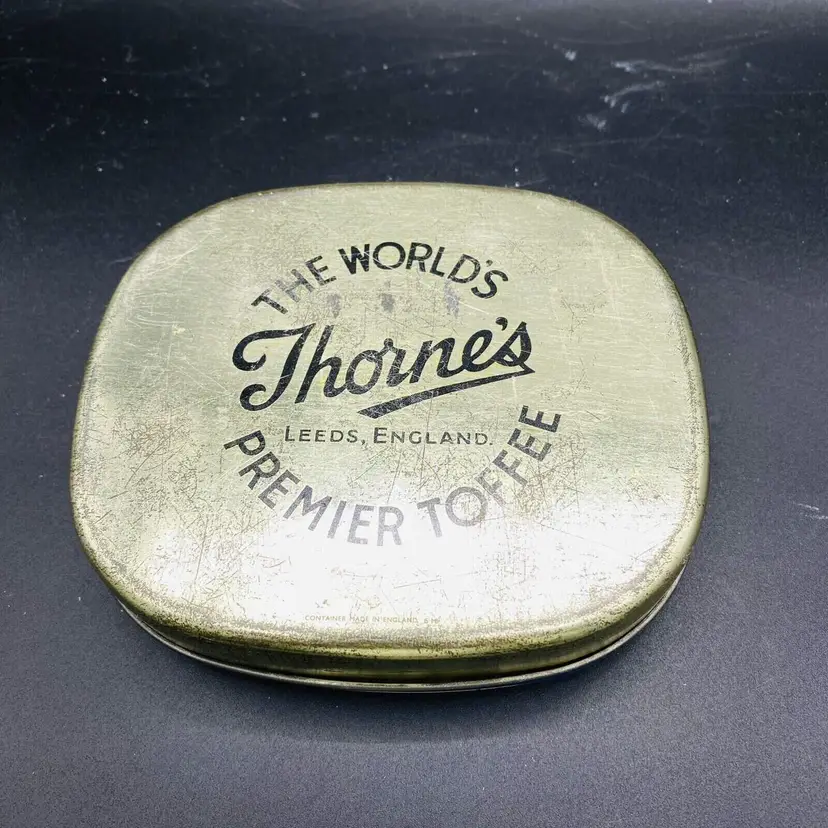 THE WORLD'S
Thorne's
LEEDS, ENGLAND.
PREMIER TOFFEE
CONTAINER MADE IN ENGLAND